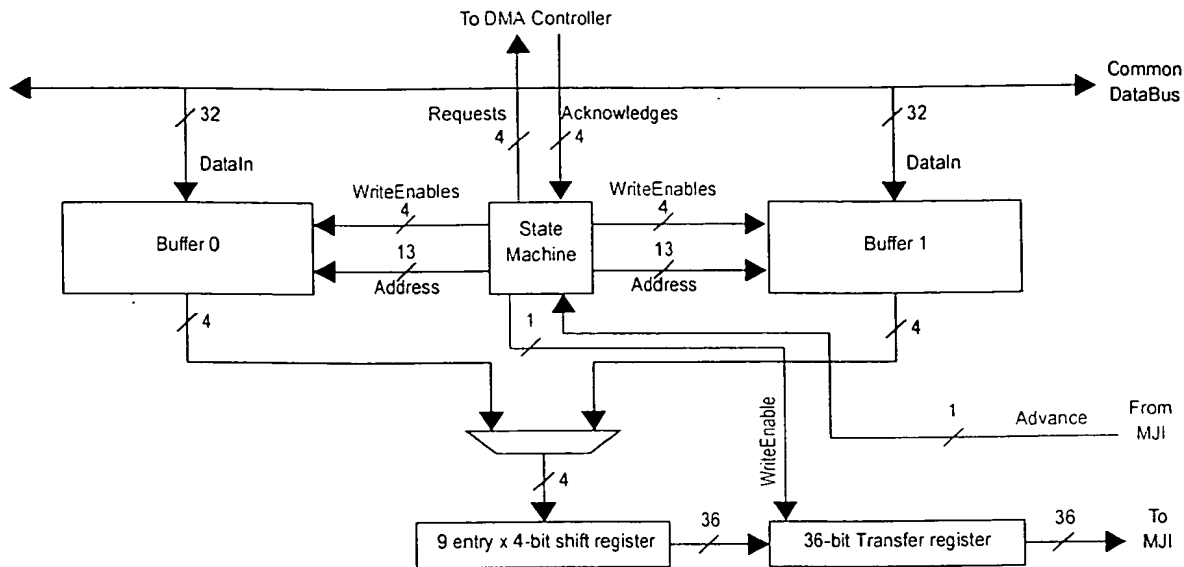 To DMA Controller
Common
DataBus
32
Requests
4
Acknowledges
4
32
DataIn
DataIn
WriteEnables
4
WriteEnables
4
Buffer 0
State
Machine
Buffer 1
13
Address
13
Address
4
1
4
1
Advance
From
MJI
WriteEnable
4
9 entry x 4-bit shift register
36
36-bit Transfer register
36
To
MJI